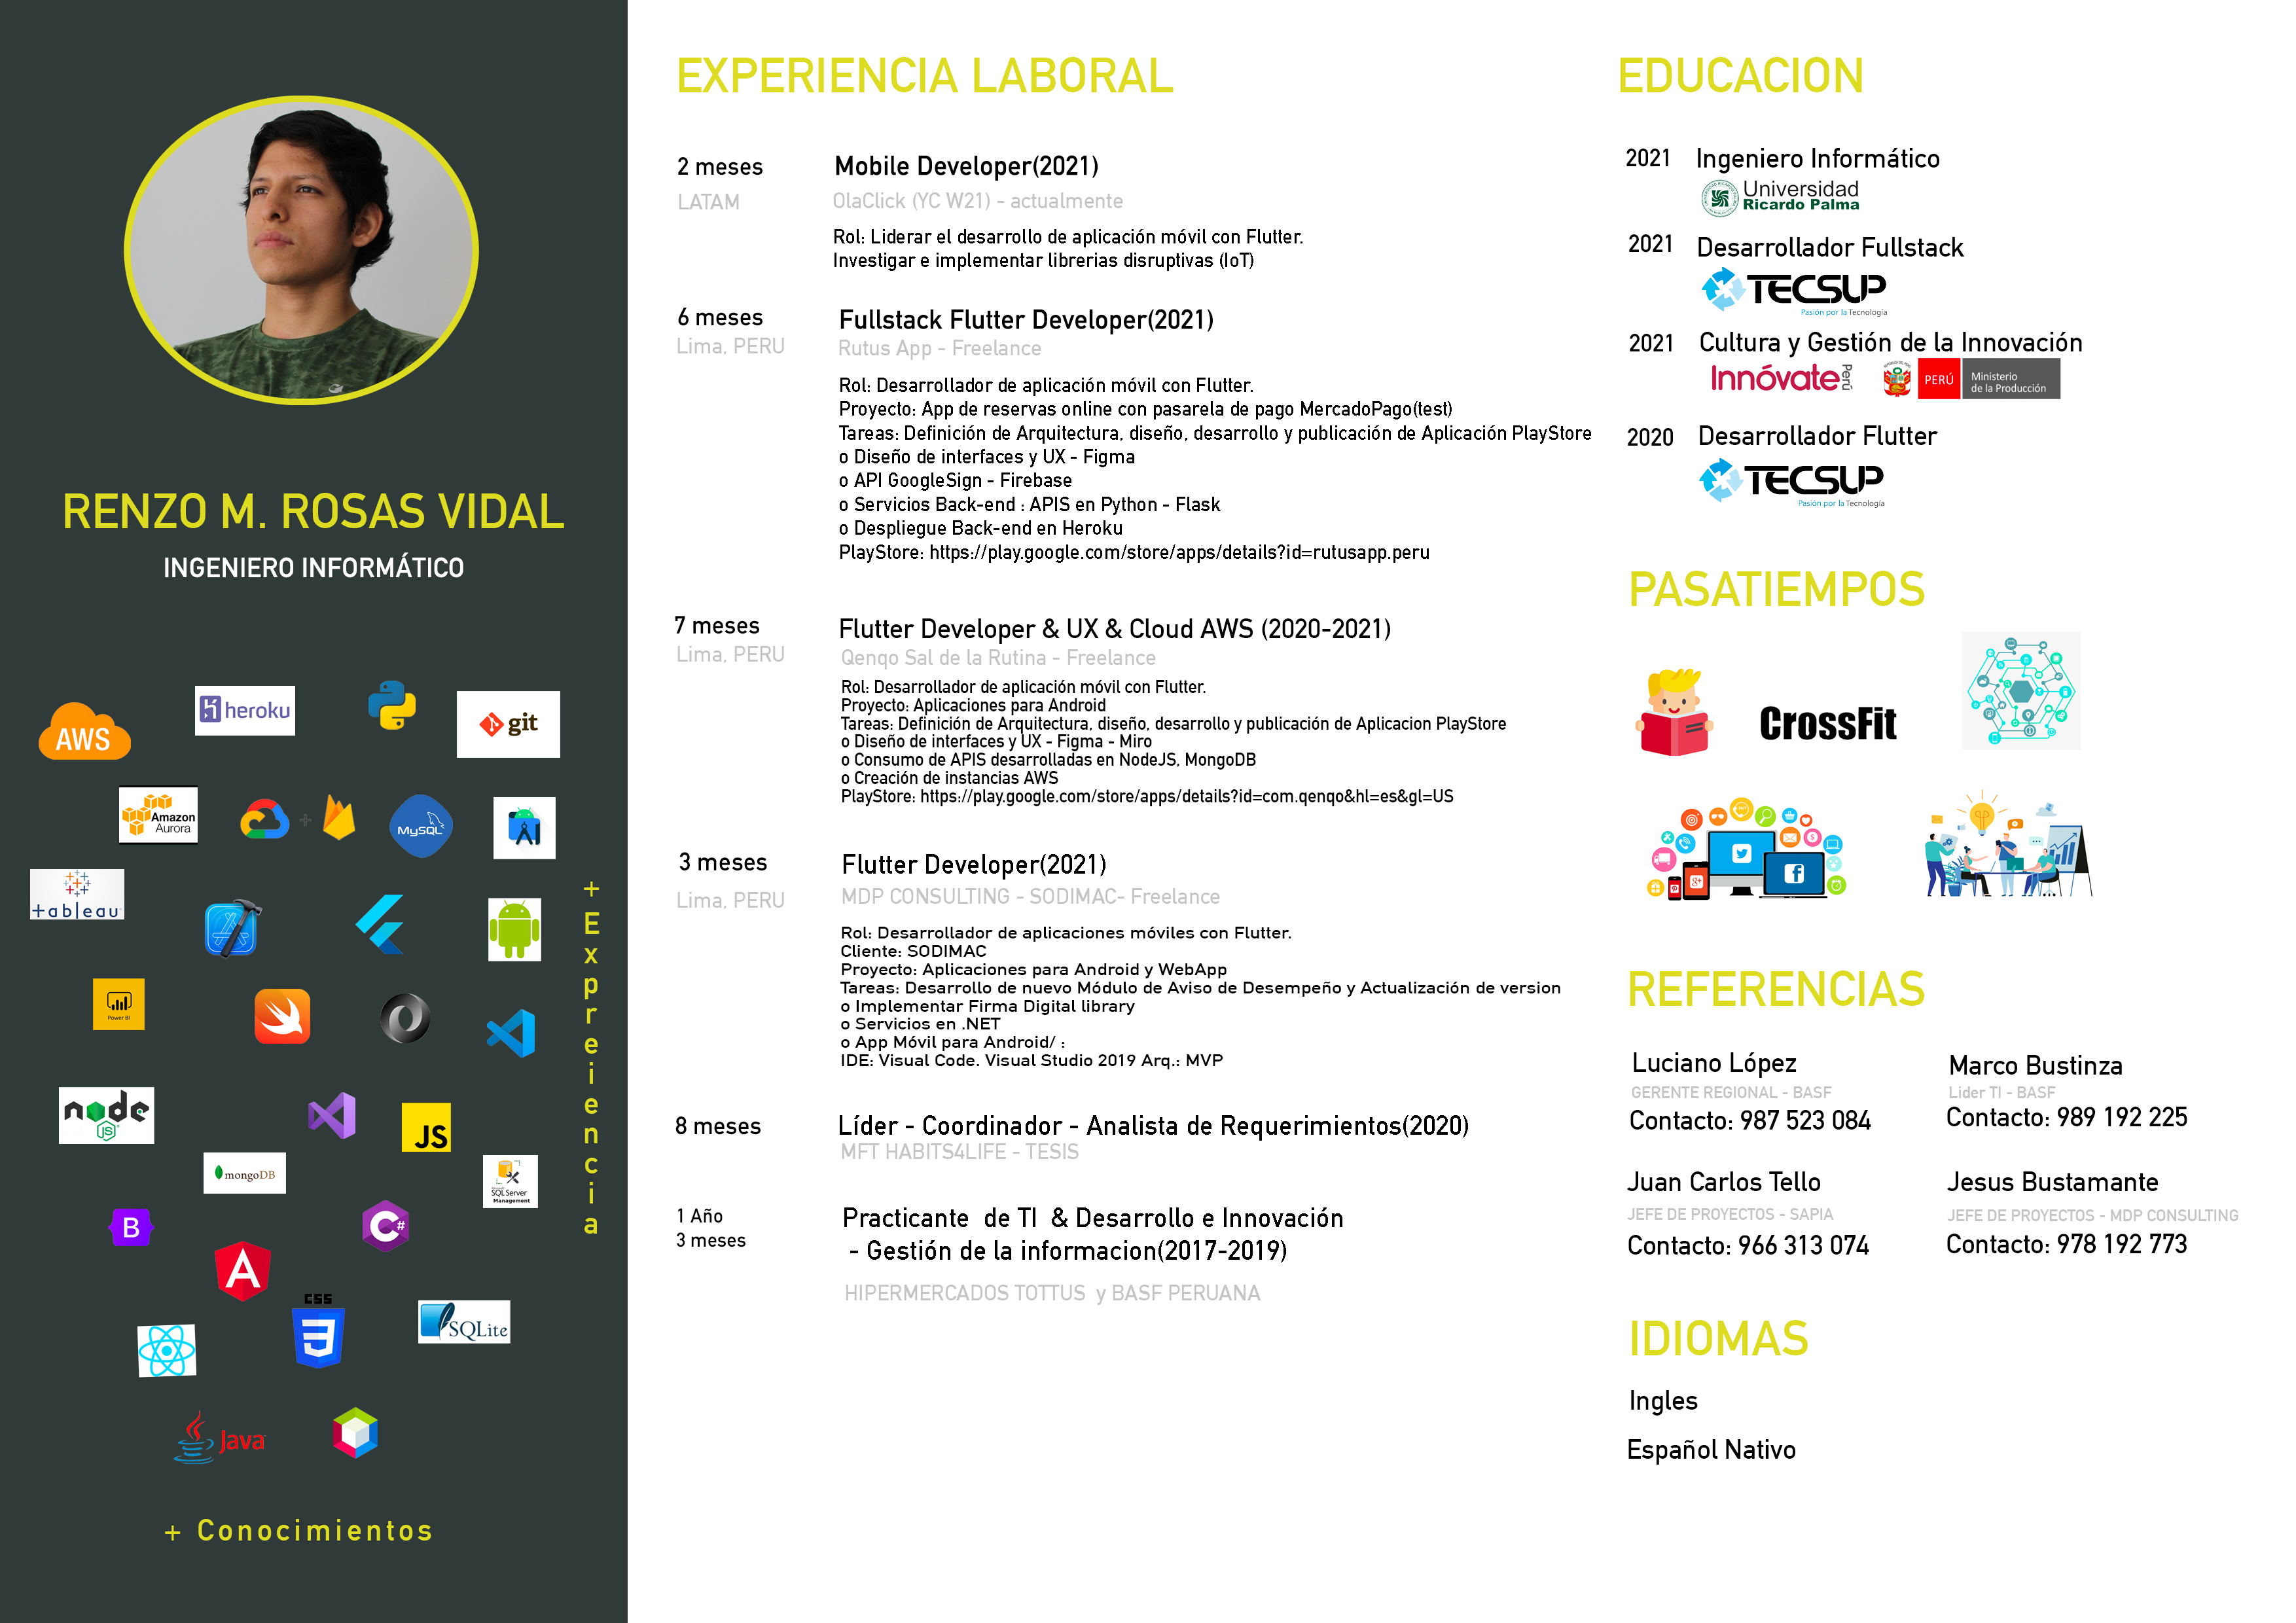 RENZO M. ROSAS VIDAL
INGENIERO INFORMÁTICO
AWS
heroku
git
Amazon
Aurora
+
MySQL
+ableau
Power BI
node
JS
JS
mongoDB
SQL Server
Management
B
C#
A
CSS
3
SQLite
Java
+ Expreiencia
+ Conocimientos
EXPERIENCIA LABORAL
2 meses
LATAM
Mobile Developer(2021)
OlaClick (YC W21) - actualmente
Rol: Liderar el desarrollo de aplicación móvil con Flutter.
Investigar e implementar librerias disruptivas (IoT)
6 meses
Lima, PERU
Fullstack Flutter Developer(2021)
Rutus App - Freelance
Rol: Desarrollador de aplicación móvil con Flutter.
Proyecto: App de reservas online con pasarela de pago MercadoPago(test)
Tareas: Definición de Arquitectura, diseño, desarrollo y publicación de Aplicación PlayStore
o Diseño de interfaces y UX - Figma
o API GoogleSign - Firebase
o Servicios Back-end : APIS en Python - Flask
o Despliegue Back-end en Heroku
PlayStore: https://play.google.com/store/apps/details?id=rutusapp.peru
7 meses
Lima, PERU
Flutter Developer & UX & Cloud AWS (2020-2021)
Qenqo Sal de la Rutina - Freelance
Rol: Desarrollador de aplicación móvil con Flutter.
Proyecto: Aplicaciones para Android
Tareas: Definición de Arquitectura, diseño, desarrollo y publicación de Aplicacion PlayStore
o Diseño de interfaces y UX - Figma - Miro
o Consumo de APIS desarrolladas en NodeJS, MongoDB
o Creación de instancias AWS
PlayStore: https://play.google.com/store/apps/details?id=com.qenqo&hl=es&gl=US
3 meses
Lima, PERU
Flutter Developer(2021)
MDP CONSULTING - SODIMAC- Freelance
Rol: Desarrollador de aplicaciones móviles con Flutter.
Cliente: SODIMAC
Proyecto: Aplicaciones para Android y WebApp
Tareas: Desarrollo de nuevo Módulo de Aviso de Desempeño y Actualización de version
o Implementar Firma Digital library
o Servicios en .NET
o App Móvil para Android/ :
IDE: Visual Code. Visual Studio 2019 Arq.: MVP
8 meses
Líder - Coordinador - Analista de Requerimientos(2020)
MFT HABITS4LIFE - TESIS
1 Año
3 meses
Practicante de TI & Desarrollo e Innovación
- Gestión de la informacion(2017-2019)
HIPERMERCADOS TOTTUS y BASF PERUANA
EDUCACION
2021 Ingeniero Informático
Universidad
Ricardo Palma
2021 Desarrollador Fullstack
TECSUP
Pasión por la Tecnología
2021 Cultura y Gestión de la Innovación
Innóvate Perú
PERÚ Ministerio
de la Producción
2020 Desarrollador Flutter
TECSUP
Pasión por la Tecnología
PASATIEMPOS
CrossFit
REFERENCIAS
Luciano López
GERENTE REGIONAL - BASF
Contacto: 987 523 084
Marco Bustinza
Lider TI - BASF
Contacto: 989 192 225
Juan Carlos Tello
JEFE DE PROYECTOS - SAPIA
Contacto: 966 313 074
Jesus Bustamante
JEFE DE PROYECTOS - MDP CONSULTING
Contacto: 978 192 773
IDIOMAS
Ingles
Español Nativo